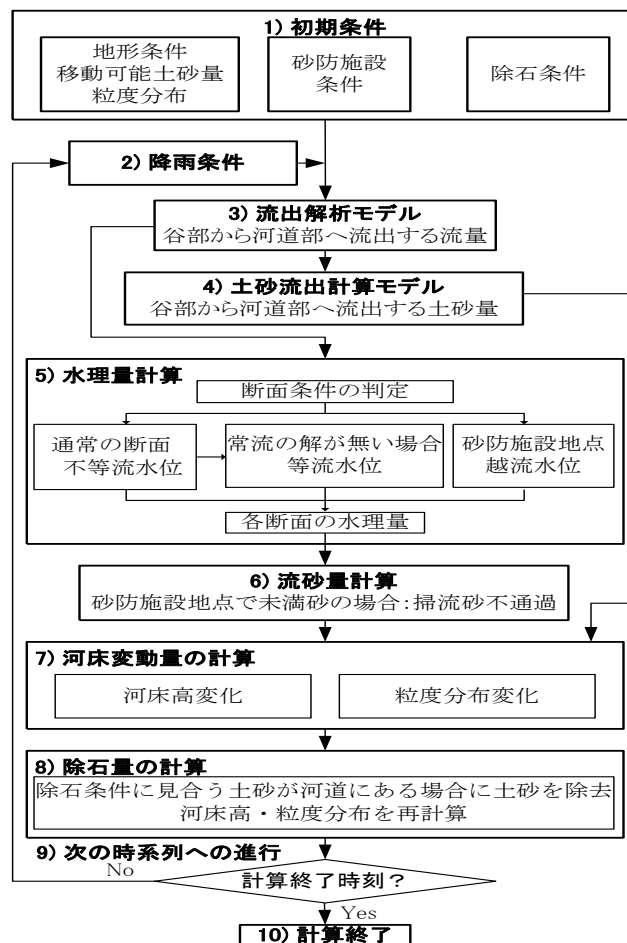 1) 初期条件
地形条件
移動可能土砂量
粒度分布
砂防施設
条件
除石条件
2) 降雨条件
3) 流出解析モデル
谷部から河道部へ流出する流量
4) 土砂流出計算モデル
谷部から河道部へ流出する土砂量
5) 水理量計算
断面条件の判定
通常の断面
不等流水位
常流の解が無い場合
等流水位
砂防施設地点
越流水位
各断面の水理量
6) 流砂量計算
砂防施設地点で未満砂の場合:掃流砂不通過
7) 河床変動量の計算
河床高変化
粒度分布変化
8) 除石量の計算
除石条件に見合う土砂が河道にある場合に土砂を除去
河床高・粒度分布を再計算
9) 次の時系列への進行
No
計算終了時刻?
Yes
10) 計算終了